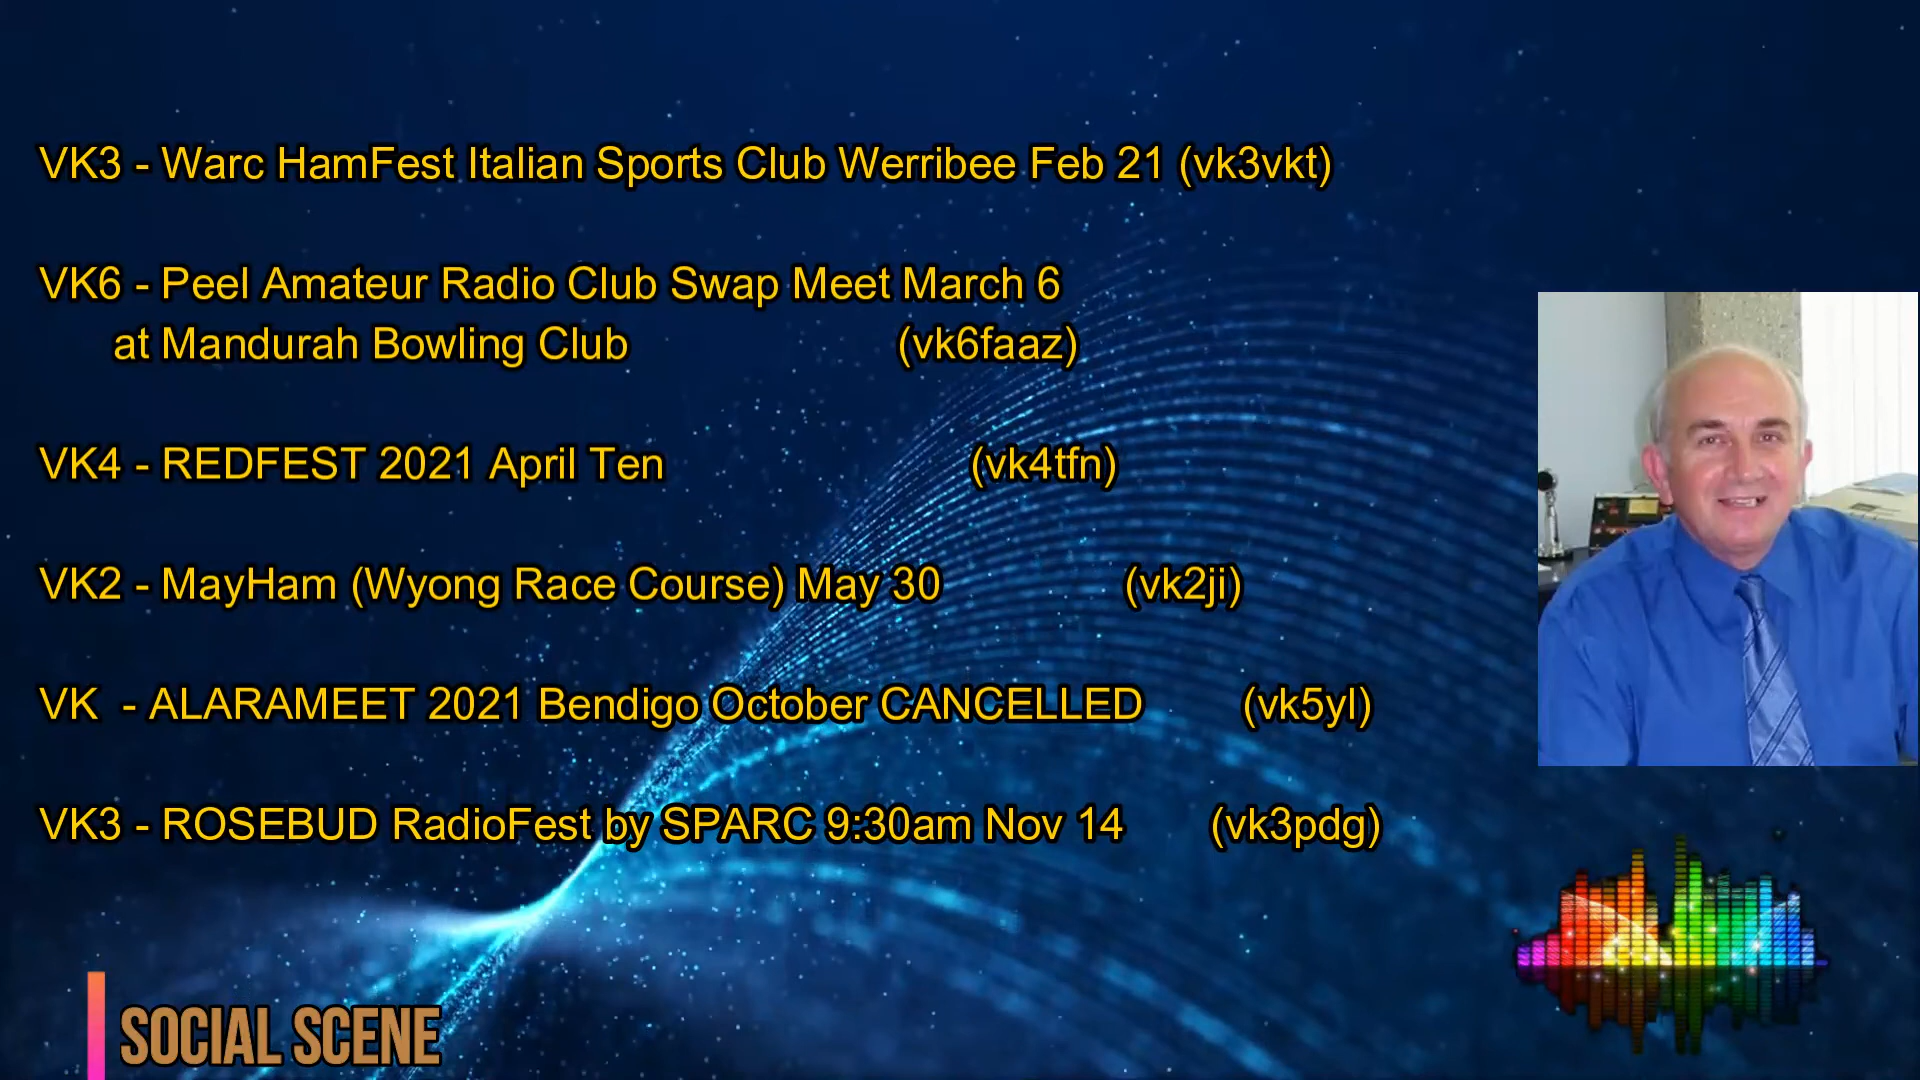 VK3 - Warc HamFest Italian Sports Club Werribee Feb 21 (vk3vkt)
VK6 - Peel Amateur Radio Club Swap Meet March 6
at Mandurah Bowling Club (vk6faaz)
VK4 - REDFEST 2021 April Ten (vk4tfn)
VK2 - MayHam (Wyong Race Course) May 30 (vk2ji)
VK - ALARAMEET 2021 Bendigo October CANCELLED (vk5yl)
VK3 - ROSEBUD RadioFest by SPARC 9:30am Nov 14 (vk3pdg)
SOCIAL SCENE